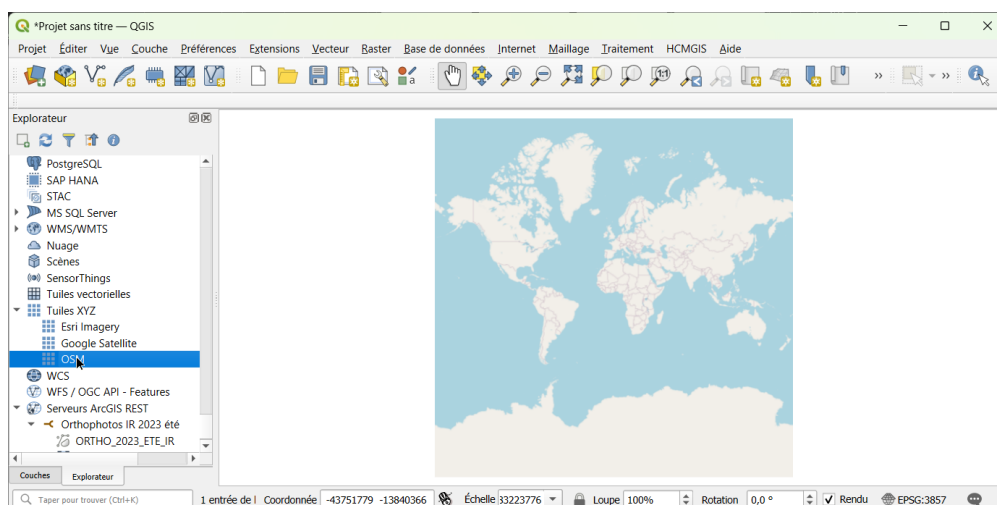 *Projet sans titre — QGIS
Projet Éditer Vue Couche Préférences Extensions Vecteur Raster Base de données Internet Maillage Traitement HCMGIS Aide
Explorateur
PostgreSQL
SAP HANA
STAC
MS SQL Server
WMS/WMTS
Nuage
Scènes
SensorThings
Tuiles vectorielles
Tuiles XYZ
Esri Imagery
Google Satellite
OSM
WCS
WFS / OGC API - Features
Serveurs ArcGIS REST
Orthophotos IR 2023 été
ORTHO_2023_ETE_IR
Couches Explorateur
Taper pour trouver (Ctrl+K) 1 entrée de l Coordonnée -43751779 -13840366 Échelle 33223776 Loupe 100% Rotation 0,0 ° Rendu EPSG:3857